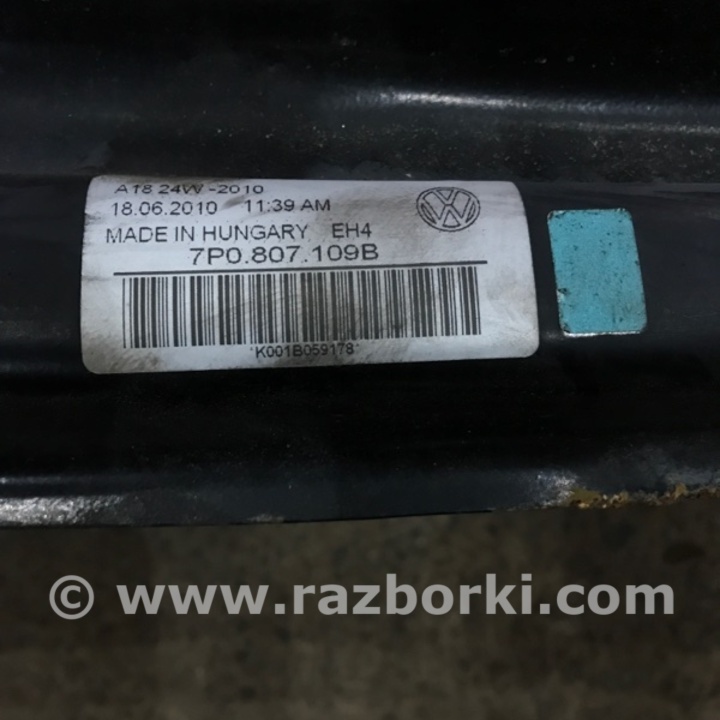 A18 24W-2010
18.06.2010 11:39 AM
MADE IN HUNGARY EH4
7P0.807.109B
*K001B059178*
© www.razborki.com